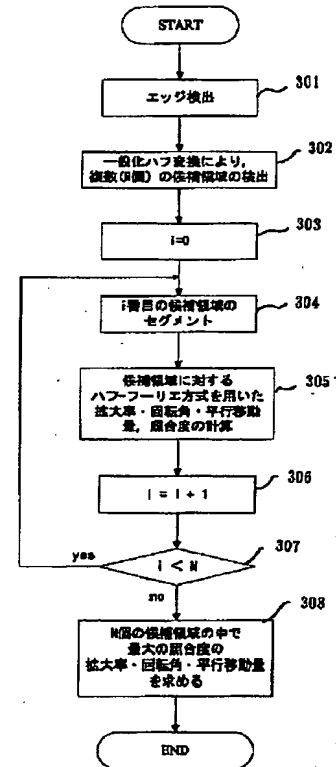 START
エッジ検出
301
一般化ハフ変換により,
複数(N個)の候補領域の検出
302
i=0
303
i番目の候補領域の
セグメント
304
候補領域に対する
ハフ-フーリエ方式を用いた
拡大率・回転角・平行移動
量, 照合度の計算
305
i = i + 1
306
i < N
307
yes
no
N個の候補領域の中で
最大の照合度の
拡大率・回転角・平行移動量
を求める
308
END